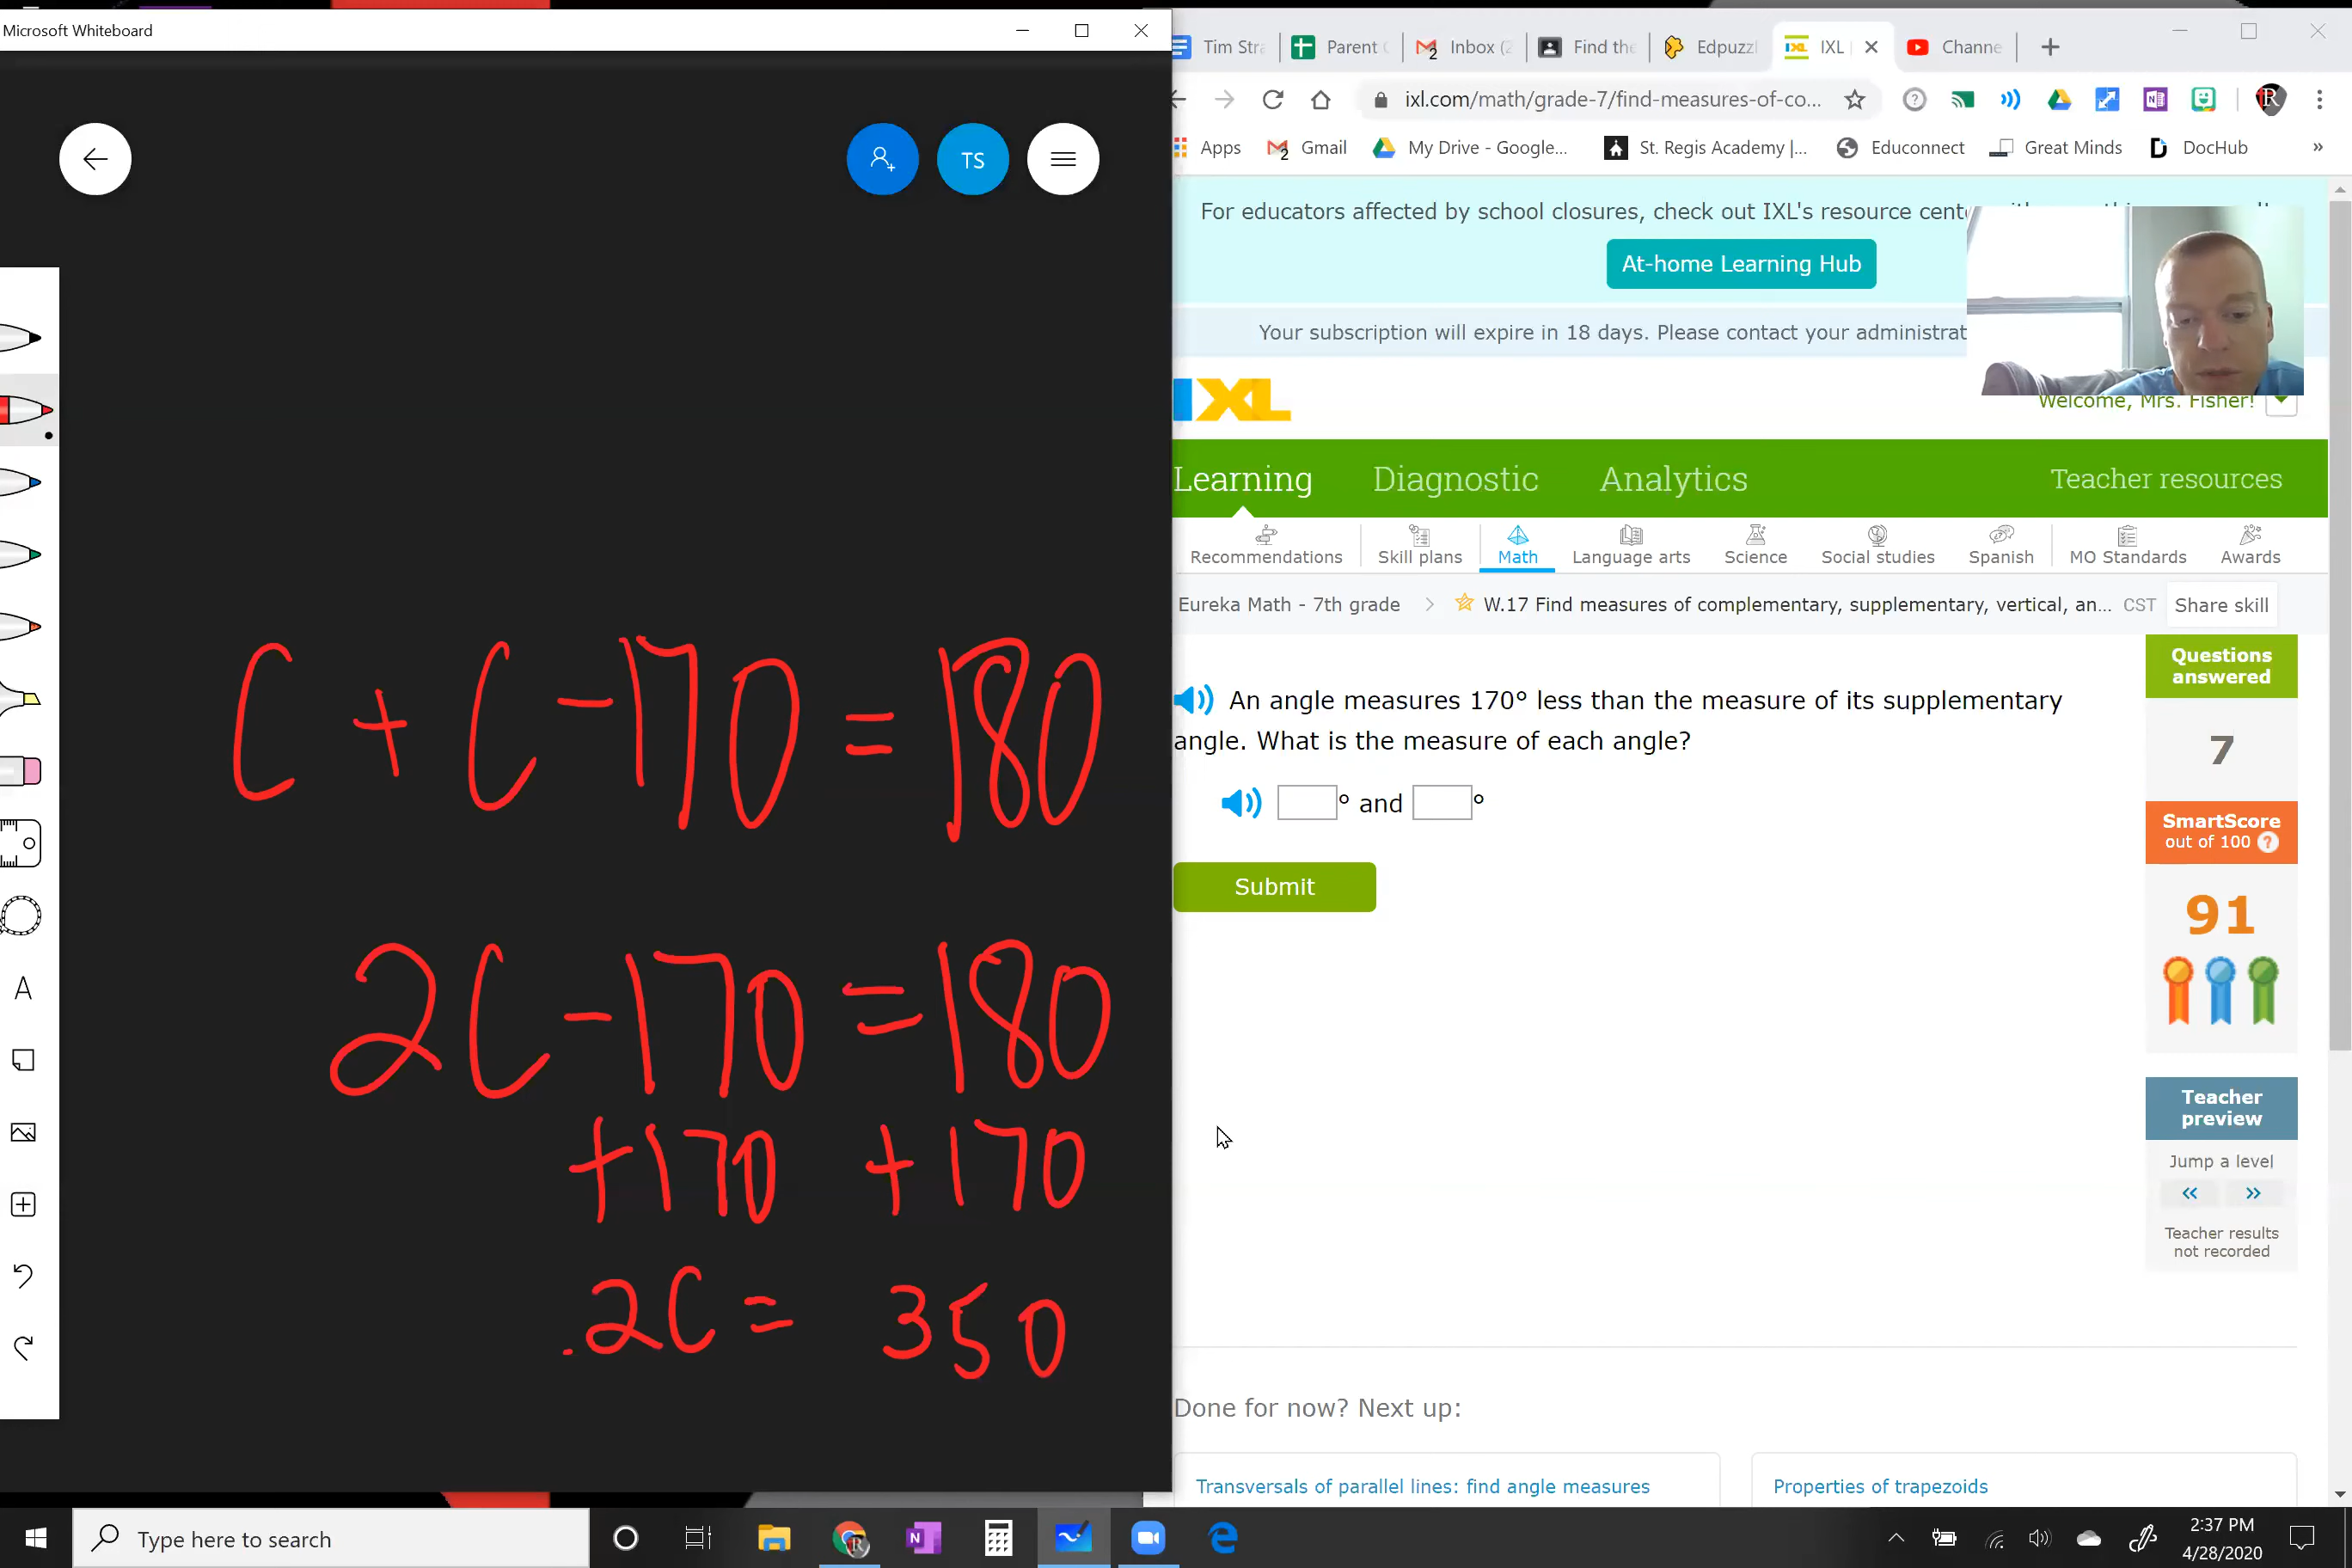 Microsoft Whiteboard
TS
C + C - 170 = 180
2C - 170 = 180
+170 +170
.2C = 350
A
Tim Stra
Parent
Inbox (2
Find the
Edpuzzl
IXL
Channe
ixl.com/math/grade-7/find-measures-of-co...
Apps
Gmail
My Drive - Google...
St. Regis Academy |...
Educonnect
Great Minds
DocHub
»
For educators affected by school closures, check out IXL's resource cent
At-home Learning Hub
Your subscription will expire in 18 days. Please contact your administrat
IXL
Welcome, Mrs. Fisher!
Learning
Diagnostic
Analytics
Teacher resources
Recommendations
Skill plans
Math
Language arts
Science
Social studies
Spanish
MO Standards
Awards
Eureka Math - 7th grade > W.17 Find measures of complementary, supplementary, vertical, an... CST
Share skill
An angle measures 170° less than the measure of its supplementary
angle. What is the measure of each angle?
° and °
Submit
Questions
answered
7
SmartScore
out of 100 ?
91
Teacher
preview
Jump a level
« »
Teacher results
not recorded
Done for now? Next up:
Transversals of parallel lines: find angle measures
Properties of trapezoids
Type here to search
2:37 PM
4/28/2020